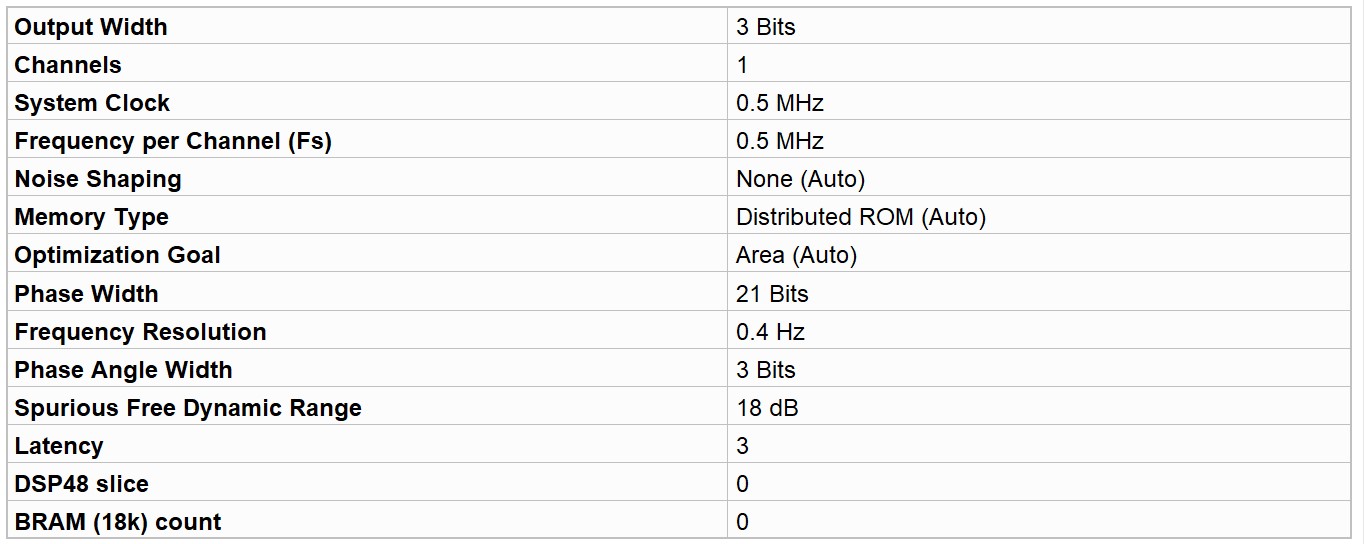 Output Width 3 Bits
Channels 1
System Clock 0.5 MHz
Frequency per Channel (Fs) 0.5 MHz
Noise Shaping None (Auto)
Memory Type Distributed ROM (Auto)
Optimization Goal Area (Auto)
Phase Width 21 Bits
Frequency Resolution 0.4 Hz
Phase Angle Width 3 Bits
Spurious Free Dynamic Range 18 dB
Latency 3
DSP48 slice 0
BRAM (18k) count 0